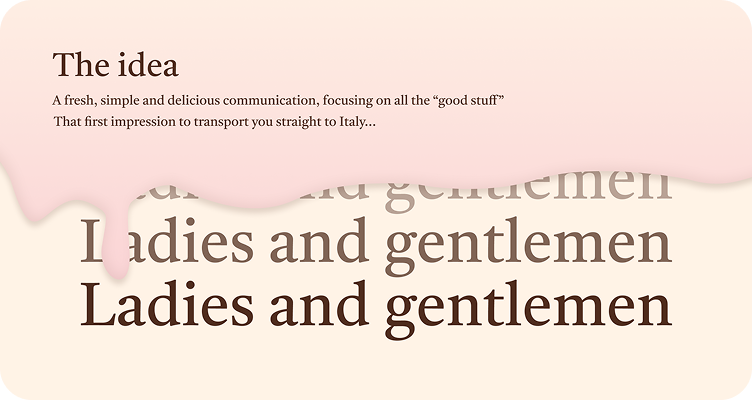 The idea
A fresh, simple and delicious communication, focusing on all the “good stuff”
That first impression to transport you straight to Italy...
Ladies and gentlemen
Ladies and gentlemen
Ladies and gentlemen